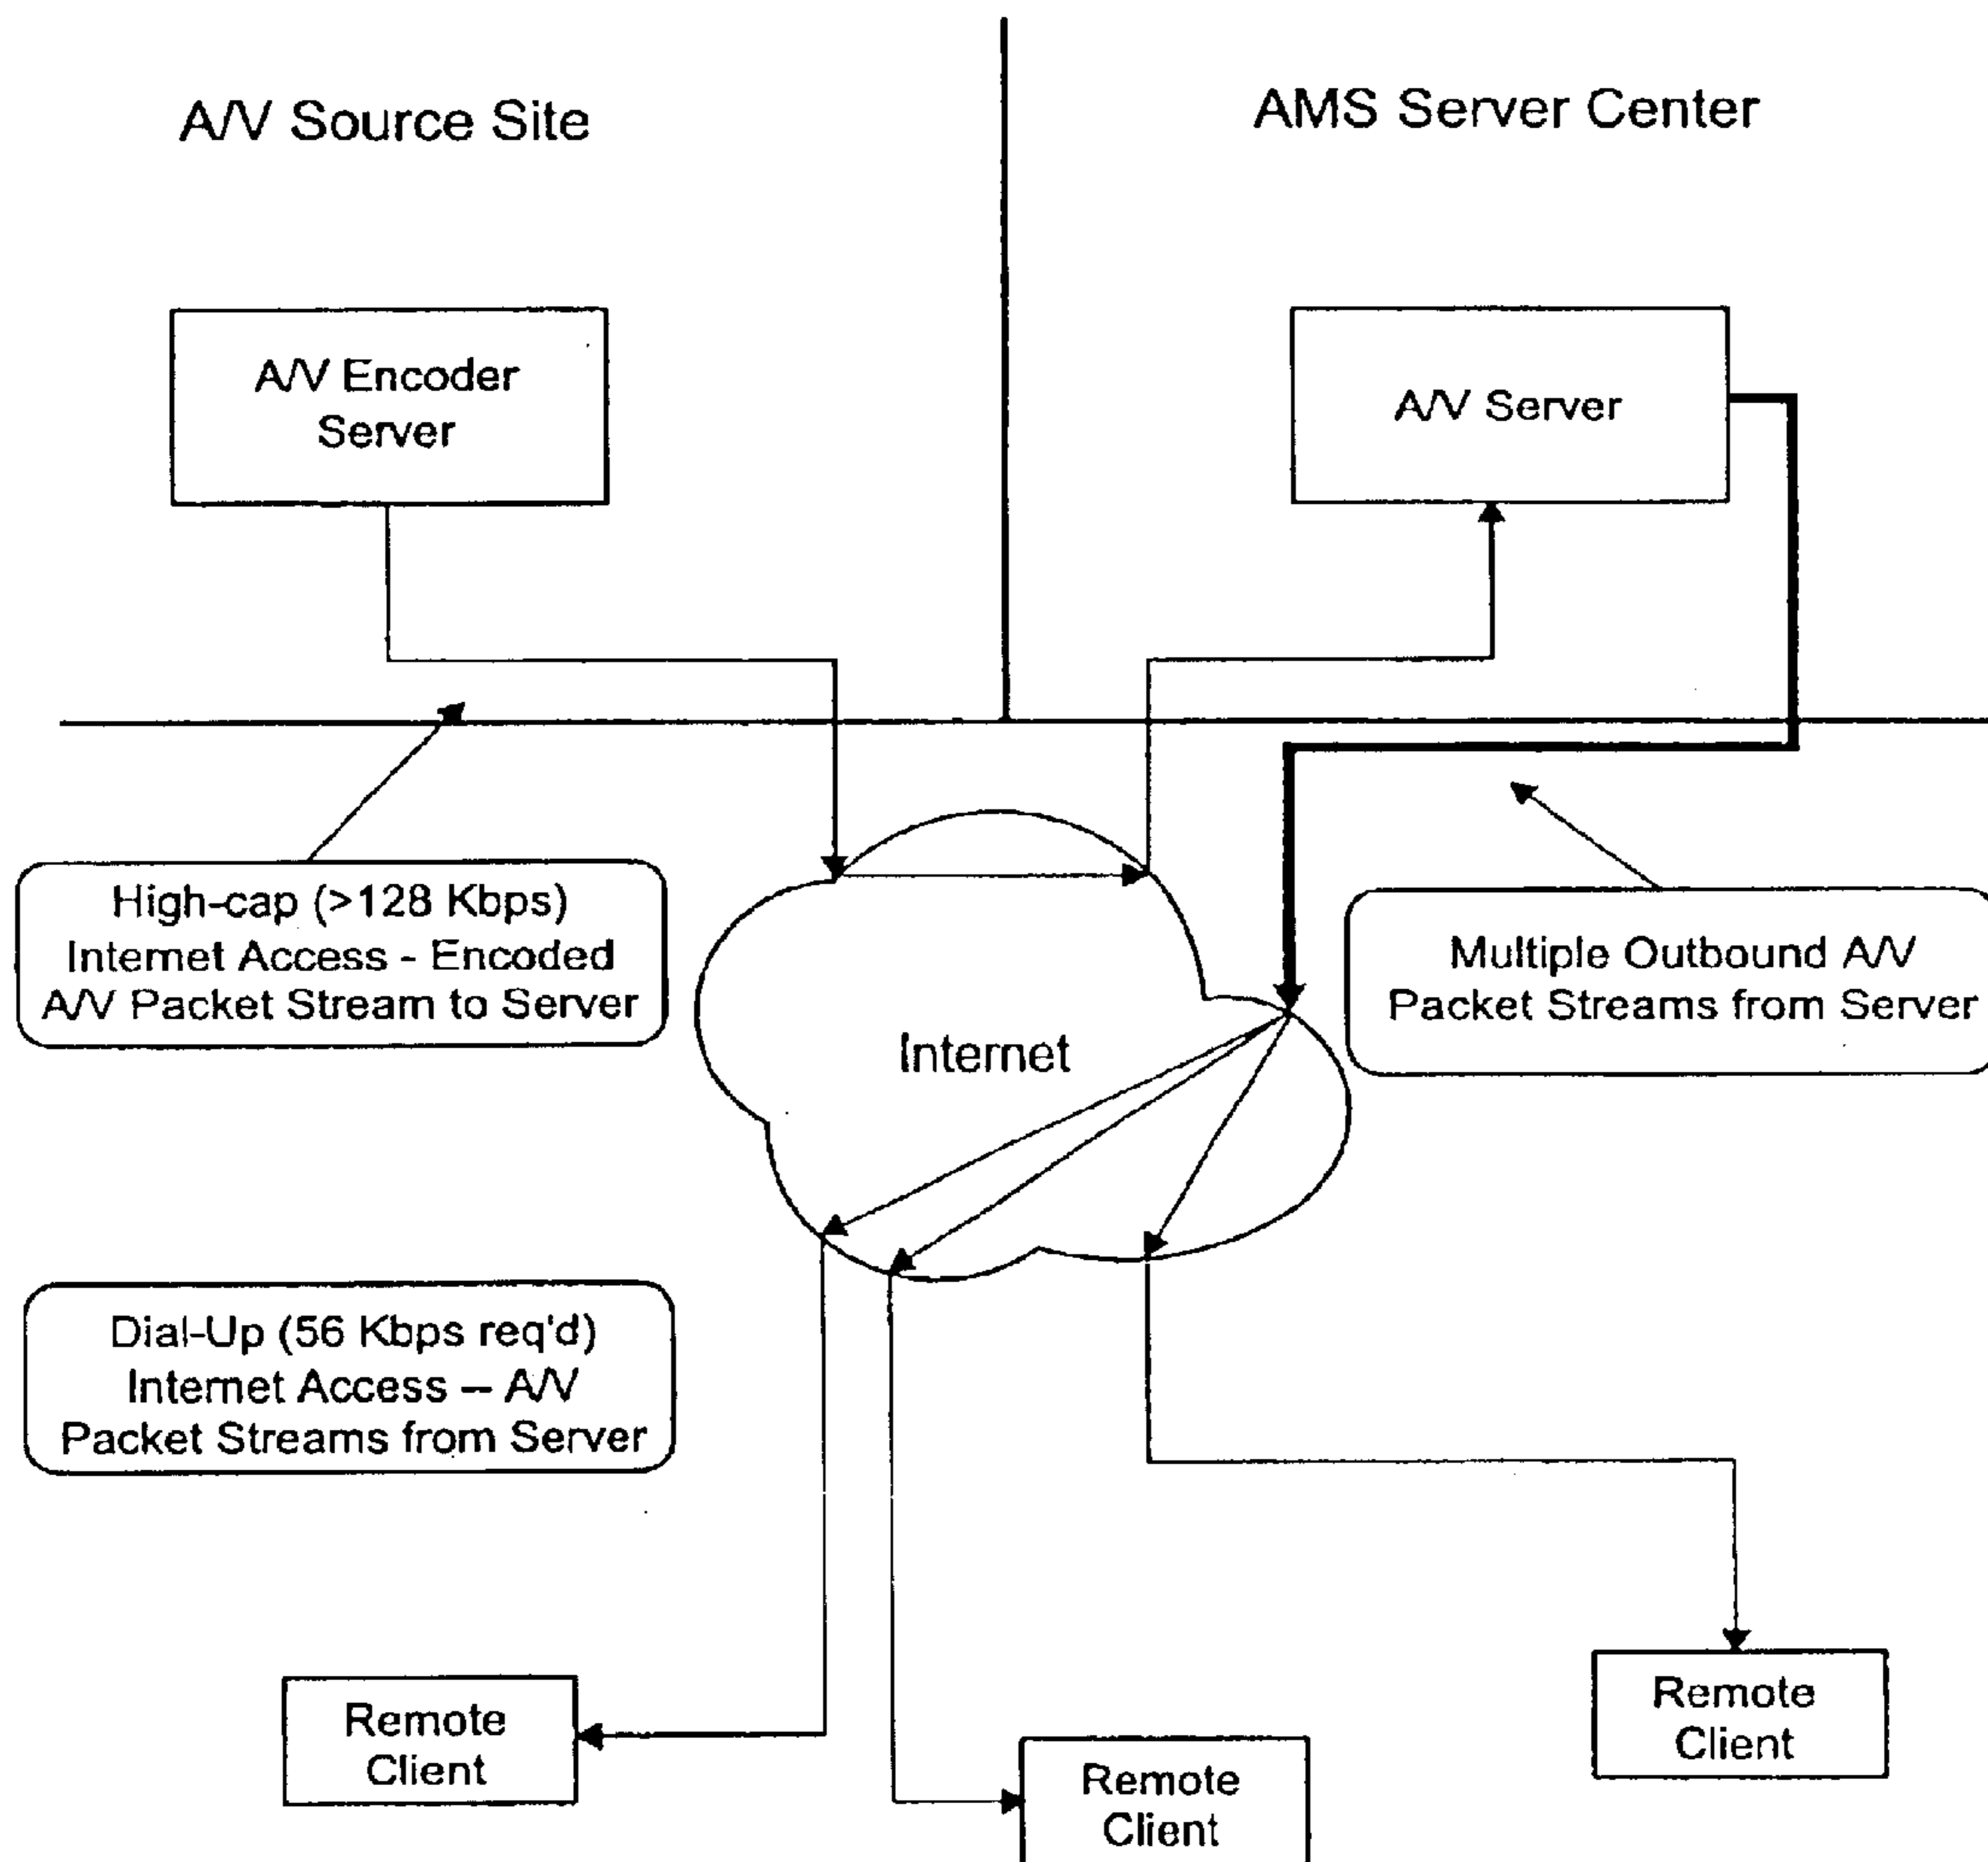 A/V Source Site
AMS Server Center
A/V Encoder
Server
A/V Server
High-cap (>128 Kbps)
Internet Access - Encoded
A/V Packet Stream to Server
Multiple Outbound A/V
Packet Streams from Server
Internet
Dial-Up (56 Kbps req'd)
Internet Access – A/V
Packet Streams from Server
Remote
Client
Remote
Client
Remote
Client